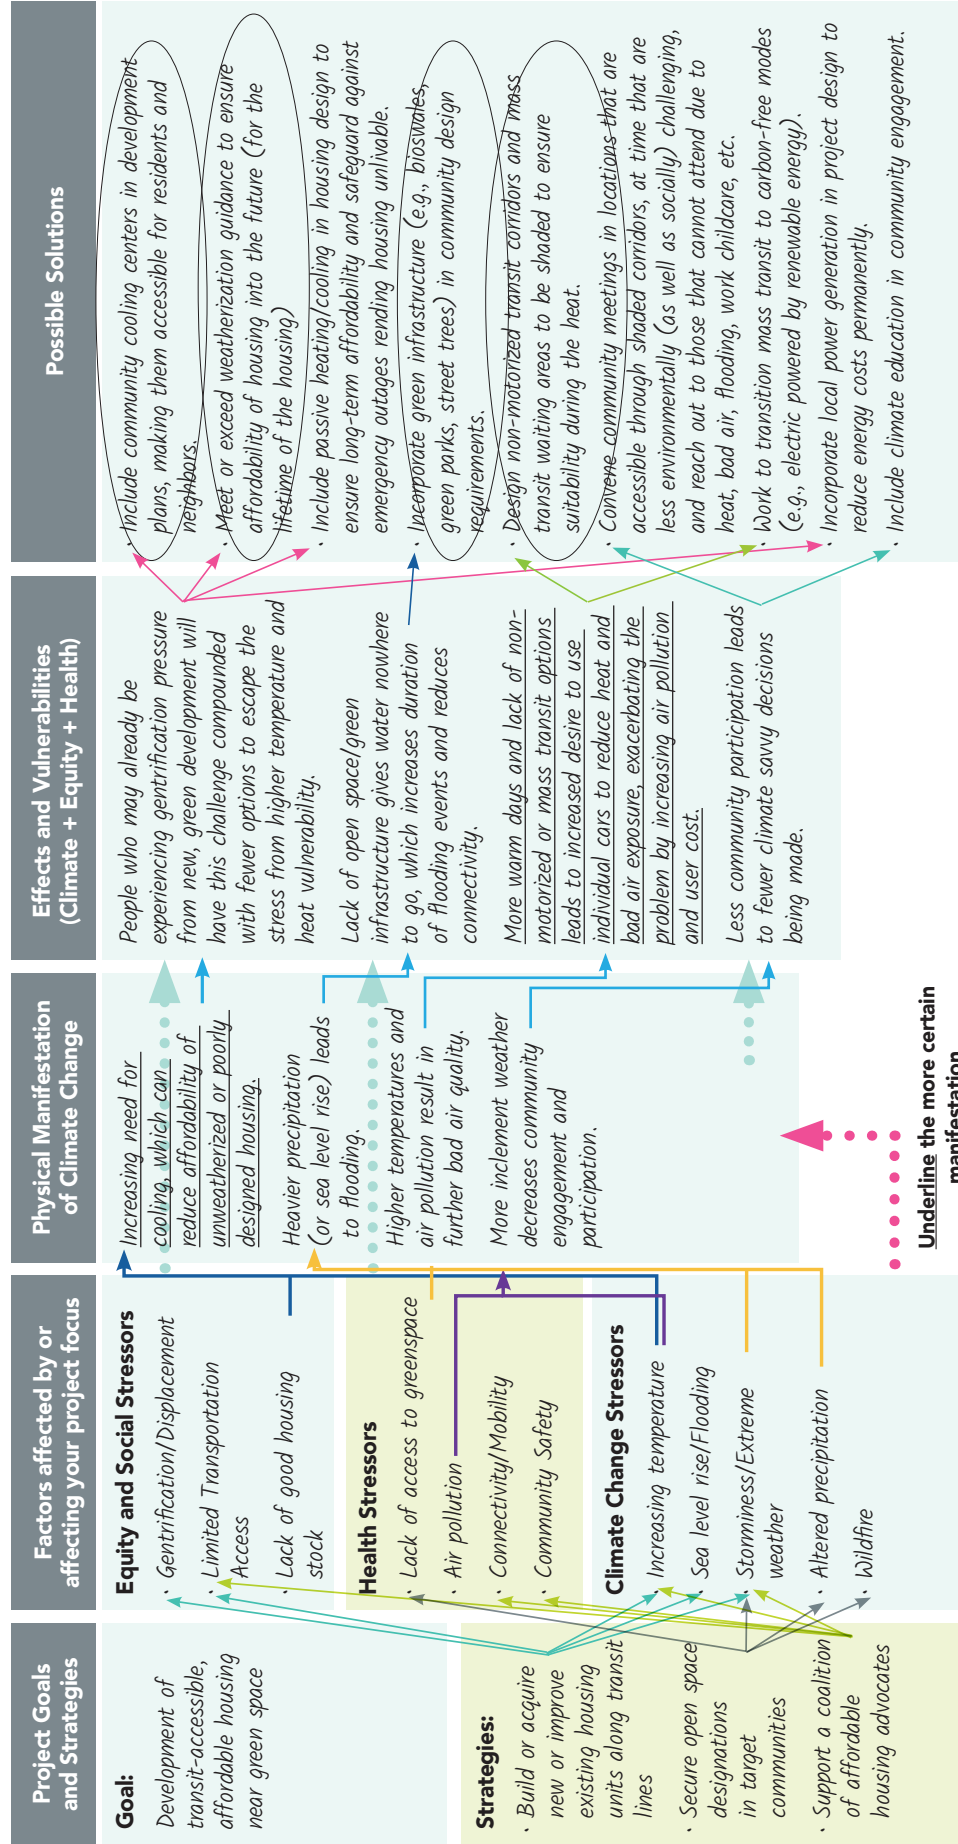 Project Goals
and Strategies
Goal:
Development of
transit-accessible,
affordable housing
near green space
Strategies:
Build or acquire
new or improve
existing housing
units along transit
lines
Secure open space
designations
in target
communities
Support a coalition
of affordable
housing advocates
Factors affected by or
affecting your project focus
Equity and Social Stressors
Gentrification/Displacement
Limited Transportation
Access
Lack of good housing
stock
Health Stressors
Lack of access to greenspace
Air pollution
Connectivity/Mobility
Community Safety
Climate Change Stressors
Increasing temperature
Sea level rise/Flooding
Storminess/Extreme
weather
Altered precipitation
Wildfire
Physical Manifestation
of Climate Change
Increasing need for
cooling, which can
reduce affordability of
unweatherized or poorly
designed housing.
Heavier precipitation
(or sea level rise) leads
to flooding.
Higher temperatures and
air pollution result in
further bad air quality.
More inclement weather
decreases community
engagement and
participation.
Underline the more certain
manifestation
Effects and Vulnerabilities
(Climate + Equity + Health)
People who may already be
experiencing gentrification pressure
from new, green development will
have this challenge compounded
with fewer options to escape the
stress from higher temperature and
heat vulnerability.
Lack of open space/green
infrastructure gives water nowhere
to go, which increases duration
of flooding events and reduces
connectivity.
More warm days and lack of non-
motorized or mass transit options
leads to increased desire to use
individual cars to reduce heat and
bad air exposure, exacerbating the
problem by increasing air pollution
and user cost.
Less community participation leads
to fewer climate savvy decisions
being made.
Possible Solutions
Include community cooling centers in development
plans, making them accessible for residents and
neighbors.
Meet or exceed weatherization guidance to ensure
affordability of housing into the future (for the
lifetime of the housing)
Include passive heating/cooling in housing design to
ensure long-term affordability and safeguard against
emergency outages rending housing unlivable.
Incorporate green infrastructure (e.g., bioswales,
green parks, street trees) in community design
requirements.
Design non-motorized transit corridors and mass
transit waiting areas to be shaded to ensure
suitability during the heat.
Convene community meetings in locations that are
accessible through shaded corridors, at time that are
less environmentally (as well as socially) challenging,
and reach out to those that cannot attend due to
heat, bad air, flooding, work childcare, etc.
Work to transition mass transit to carbon-free modes
(e.g., electric powered by renewable energy).
Incorporate local power generation in project design to
reduce energy costs permanently.
Include climate education in community engagement.